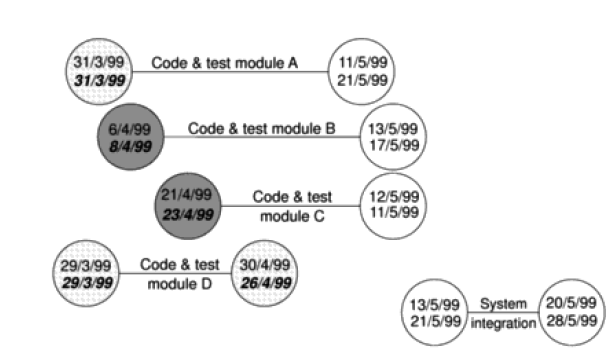 31/3/99
31/3/99
Code & test module A
11/5/99
21/5/99
6/4/99
8/4/99
Code & test module B
13/5/99
17/5/99
21/4/99
23/4/99
Code & test
module C
12/5/99
11/5/99
29/3/99
29/3/99
Code & test
module D
30/4/99
26/4/99
13/5/99
21/5/99
System
integration
20/5/99
28/5/99